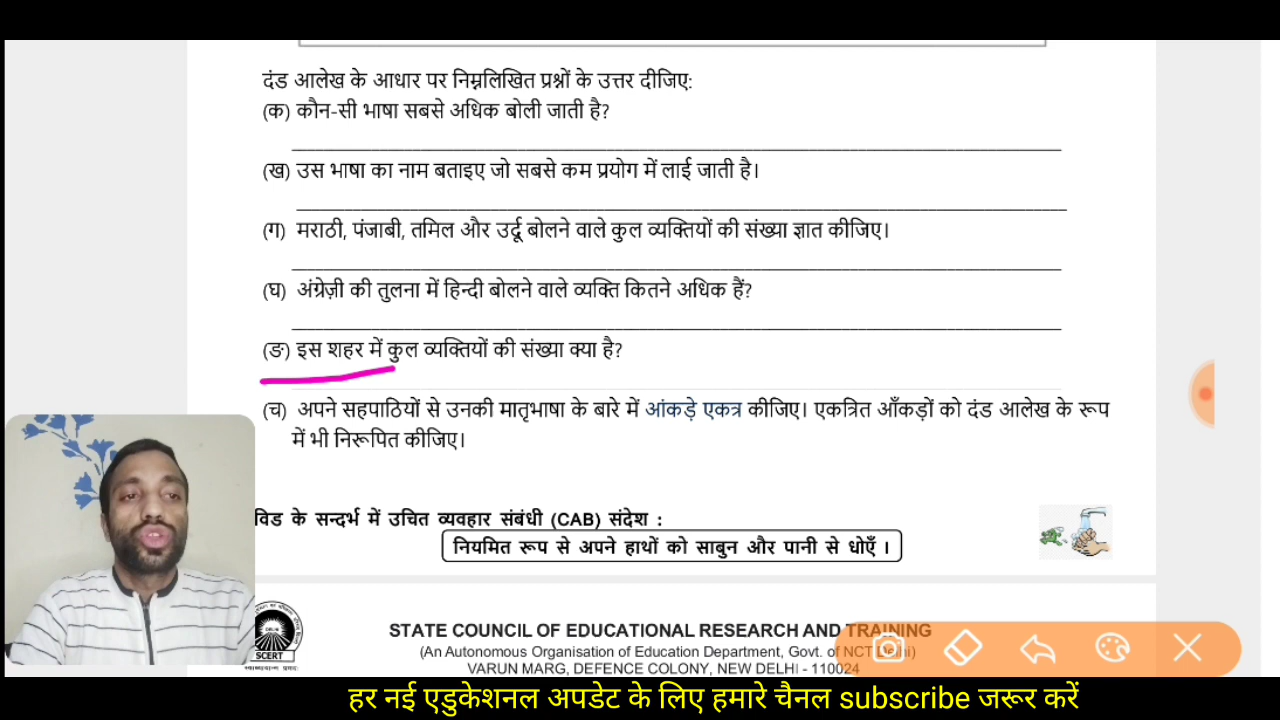 दंड आलेख के आधार पर निम्नलिखित प्रश्नों के उत्तर दीजिए:
(क) कौन-सी भाषा सबसे अधिक बोली जाती है?
(ख) उस भाषा का नाम बताइए जो सबसे कम प्रयोग में लाई जाती है।
(ग) मराठी, पंजाबी, तमिल और उर्दू बोलने वाले कुल व्यक्तियों की संख्या ज्ञात कीजिए।
(घ) अंग्रेज़ी की तुलना में हिन्दी बोलने वाले व्यक्ति कितने अधिक हैं?
(ङ) इस शहर में कुल व्यक्तियों की संख्या क्या है?
(च) अपने सहपाठियों से उनकी मातृभाषा के बारे में आंकड़े एकत्र कीजिए। एकत्रित आँकड़ों को दंड आलेख के रूप
में भी निरूपित कीजिए।
विड के सन्दर्भ में उचित व्यवहार संबंधी (CAB) संदेश :
नियमित रूप से अपने हाथों को साबुन और पानी से धोएँ ।
STATE COUNCIL OF EDUCATIONAL RESEARCH AND TRAINING
(An Autonomous Organisation of Education Department, Govt. of NCT Delhi)
VARUN MARG, DEFENCE COLONY, NEW DELHI - 110024
SCERT
हर नई एडुकेशनल अपडेट के लिए हमारे चैनल subscribe जरूर करें